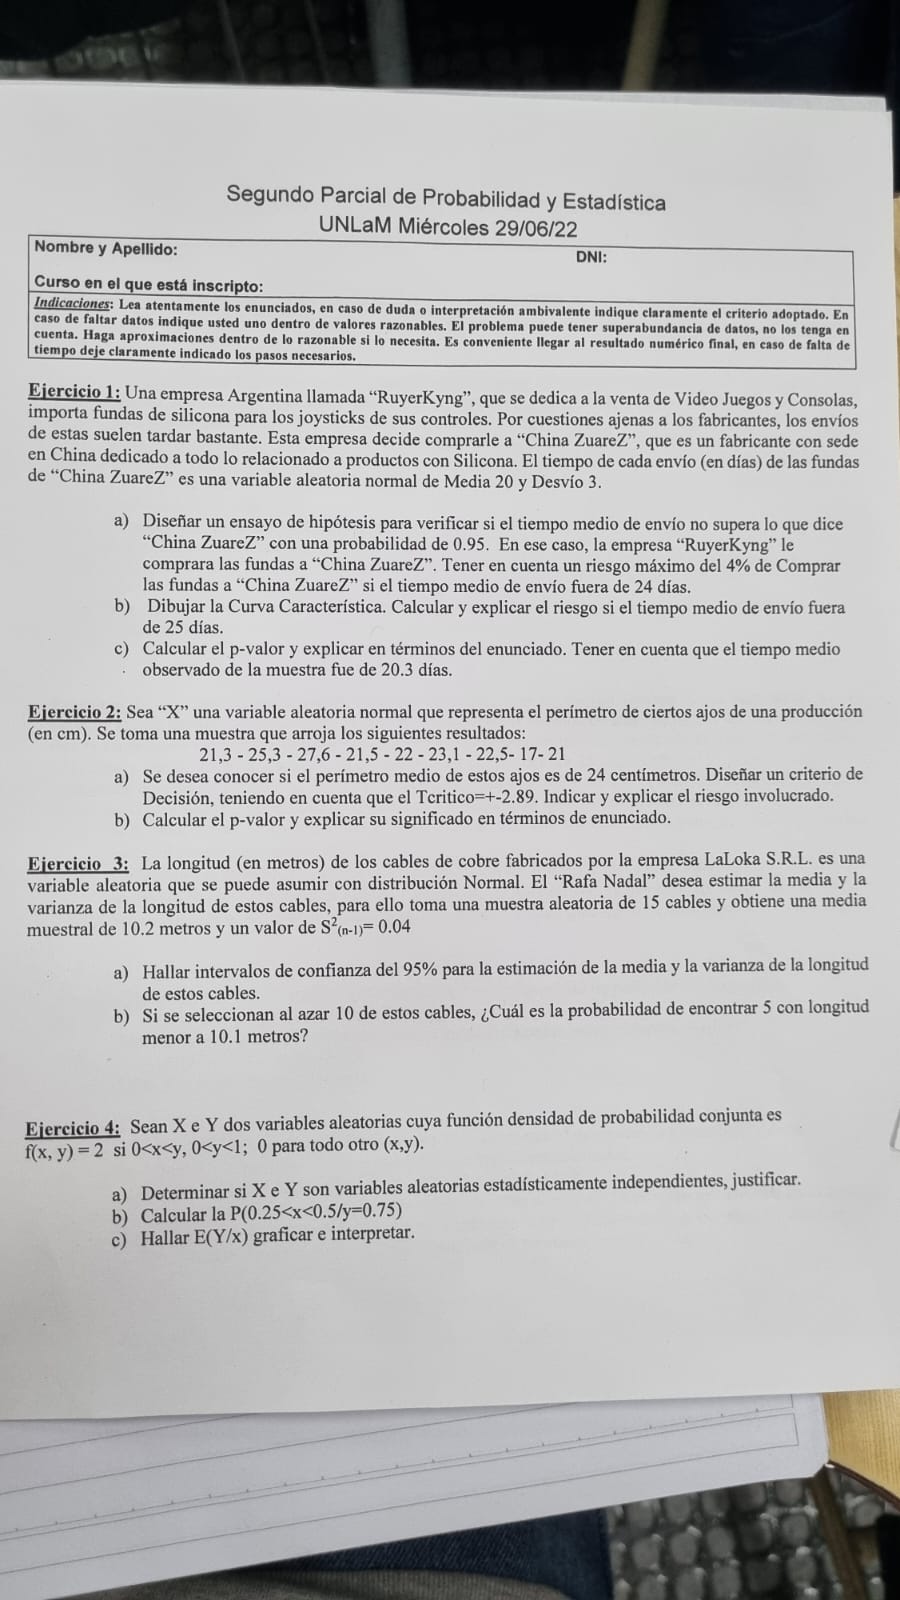 Segundo Parcial de Probabilidad y Estadística
UNLaM Miércoles 29/06/22
Nombre y Apellido: DNI:
Curso en el que está inscripto:
Indicaciones: Lea atentamente los enunciados, en caso de duda o interpretación ambivalente indique claramente el criterio adoptado. En
caso de faltar datos indique usted uno dentro de valores razonables. El problema puede tener superabundancia de datos, no los tenga en
cuenta. Haga aproximaciones dentro de lo razonable si lo necesita. Es conveniente llegar al resultado numérico final, en caso de falta de
tiempo deje claramente indicado los pasos necesarios.
Ejercicio 1: Una empresa Argentina llamada “RuyerKyng”, que se dedica a la venta de Video Juegos y Consolas,
importa fundas de silicona para los joysticks de sus controles. Por cuestiones ajenas a los fabricantes, los envíos
de estas suelen tardar bastante. Esta empresa decide comprarle a “China ZuareZ”, que es un fabricante con sede
en China dedicado a todo lo relacionado a productos con Silicona. El tiempo de cada envío (en días) de las fundas
de “China ZuareZ” es una variable aleatoria normal de Media 20 y Desvío 3.
a) Diseñar un ensayo de hipótesis para verificar si el tiempo medio de envío no supera lo que dice
“China ZuareZ” con una probabilidad de 0.95. En ese caso, la empresa “RuyerKyng” le
comprara las fundas a “China ZuareZ”. Tener en cuenta un riesgo máximo del 4% de Comprar
las fundas a “China ZuareZ” si el tiempo medio de envío fuera de 24 días.
b) Dibujar la Curva Característica. Calcular y explicar el riesgo si el tiempo medio de envío fuera
de 25 días.
c) Calcular el p-valor y explicar en términos del enunciado. Tener en cuenta que el tiempo medio
observado de la muestra fue de 20.3 días.
Ejercicio 2: Sea “X” una variable aleatoria normal que representa el perímetro de ciertos ajos de una producción
(en cm). Se toma una muestra que arroja los siguientes resultados:
21,3 - 25,3 - 27,6 - 21,5 - 22 - 23,1 - 22,5- 17- 21
a) Se desea conocer si el perímetro medio de estos ajos es de 24 centímetros. Diseñar un criterio de
Decisión, teniendo en cuenta que el Tcritico=+-2.89. Indicar y explicar el riesgo involucrado.
b) Calcular el p-valor y explicar su significado en términos de enunciado.
Ejercicio 3: La longitud (en metros) de los cables de cobre fabricados por la empresa LaLoka S.R.L. es una
variable aleatoria que se puede asumir con distribución Normal. El “Rafa Nadal” desea estimar la media y la
varianza de la longitud de estos cables, para ello toma una muestra aleatoria de 15 cables y obtiene una media
muestral de 10.2 metros y un valor de S²(n-1)= 0.04
a) Hallar intervalos de confianza del 95% para la estimación de la media y la varianza de la longitud
de estos cables.
b) Si se seleccionan al azar 10 de estos cables, ¿Cuál es la probabilidad de encontrar 5 con longitud
menor a 10.1 metros?
Ejercicio 4: Sean X e Y dos variables aleatorias cuya función densidad de probabilidad conjunta es
f(x, y) = 2 si 0<x<y, 0<y<1; 0 para todo otro (x,y).
a) Determinar si X e Y son variables aleatorias estadísticamente independientes, justificar.
b) Calcular la P(0.25<x<0.5/y=0.75)
c) Hallar E(Y/x) graficar e interpretar.